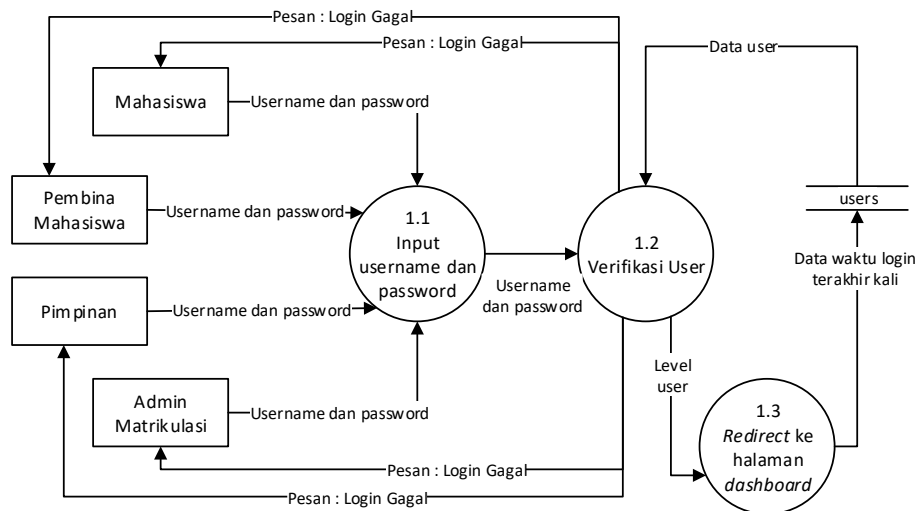 Pesan : Login Gagal
Pesan : Login Gagal
Data user
Mahasiswa
Username dan password
Pembina
Mahasiswa
Username dan password
1.1
Input
username dan
password
1.2
Verifikasi User
users
Username
dan password
Data waktu login
terakhir kali
Pimpinan
Username dan password
Level
user
Admin
Matrikulasi
Username dan password
1.3
Redirect ke
halaman
dashboard
Pesan : Login Gagal
Pesan : Login Gagal